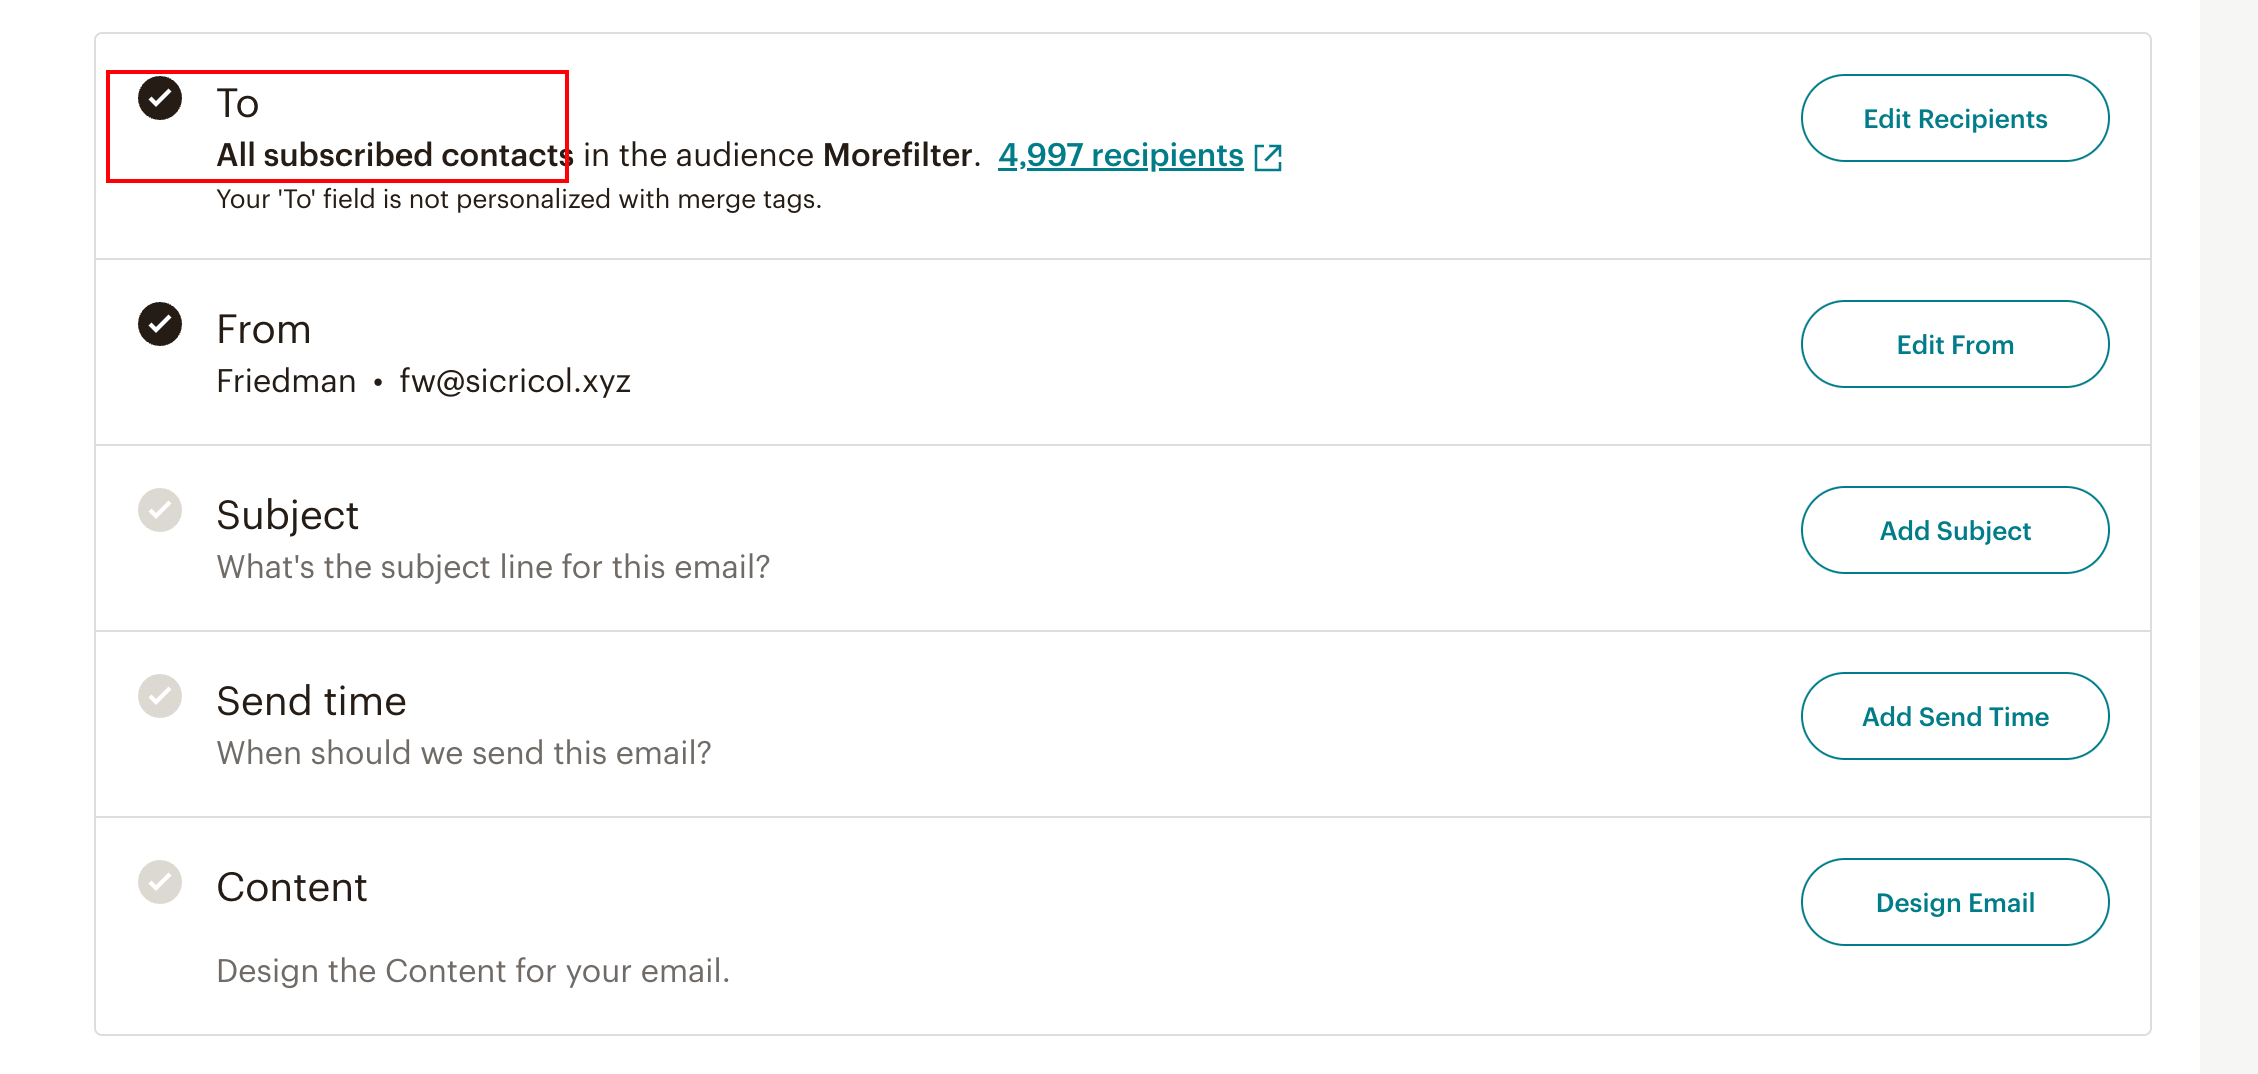 To
All subscribed contacts in the audience Morefilter. 4,997 recipients
Your 'To' field is not personalized with merge tags.
Edit Recipients
From
Friedman • fw@sicricol.xyz
Edit From
Subject
What's the subject line for this email?
Add Subject
Send time
When should we send this email?
Add Send Time
Content
Design the Content for your email.
Design Email